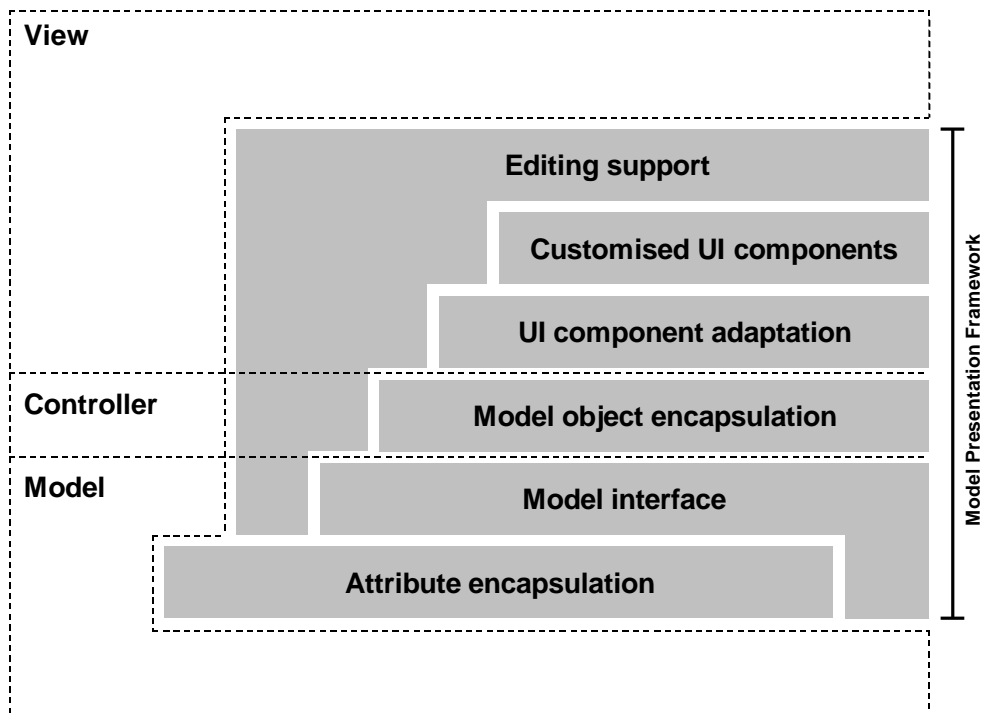 View
Editing support
Customised UI components
UI component adaptation
Controller
Model object encapsulation
Model
Model interface
Attribute encapsulation
Model Presentation Framework